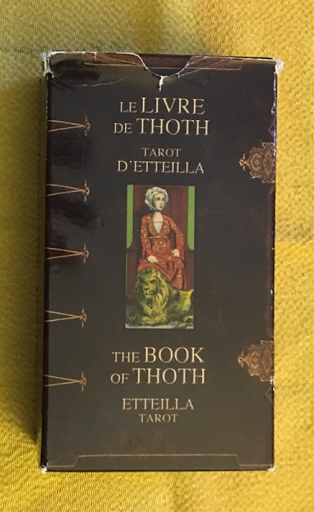 LE LIVRE
DE THOTH
TAROT
D'ETTEILLA
THE BOOK
OF THOTH
ETTEILLA
TAROT